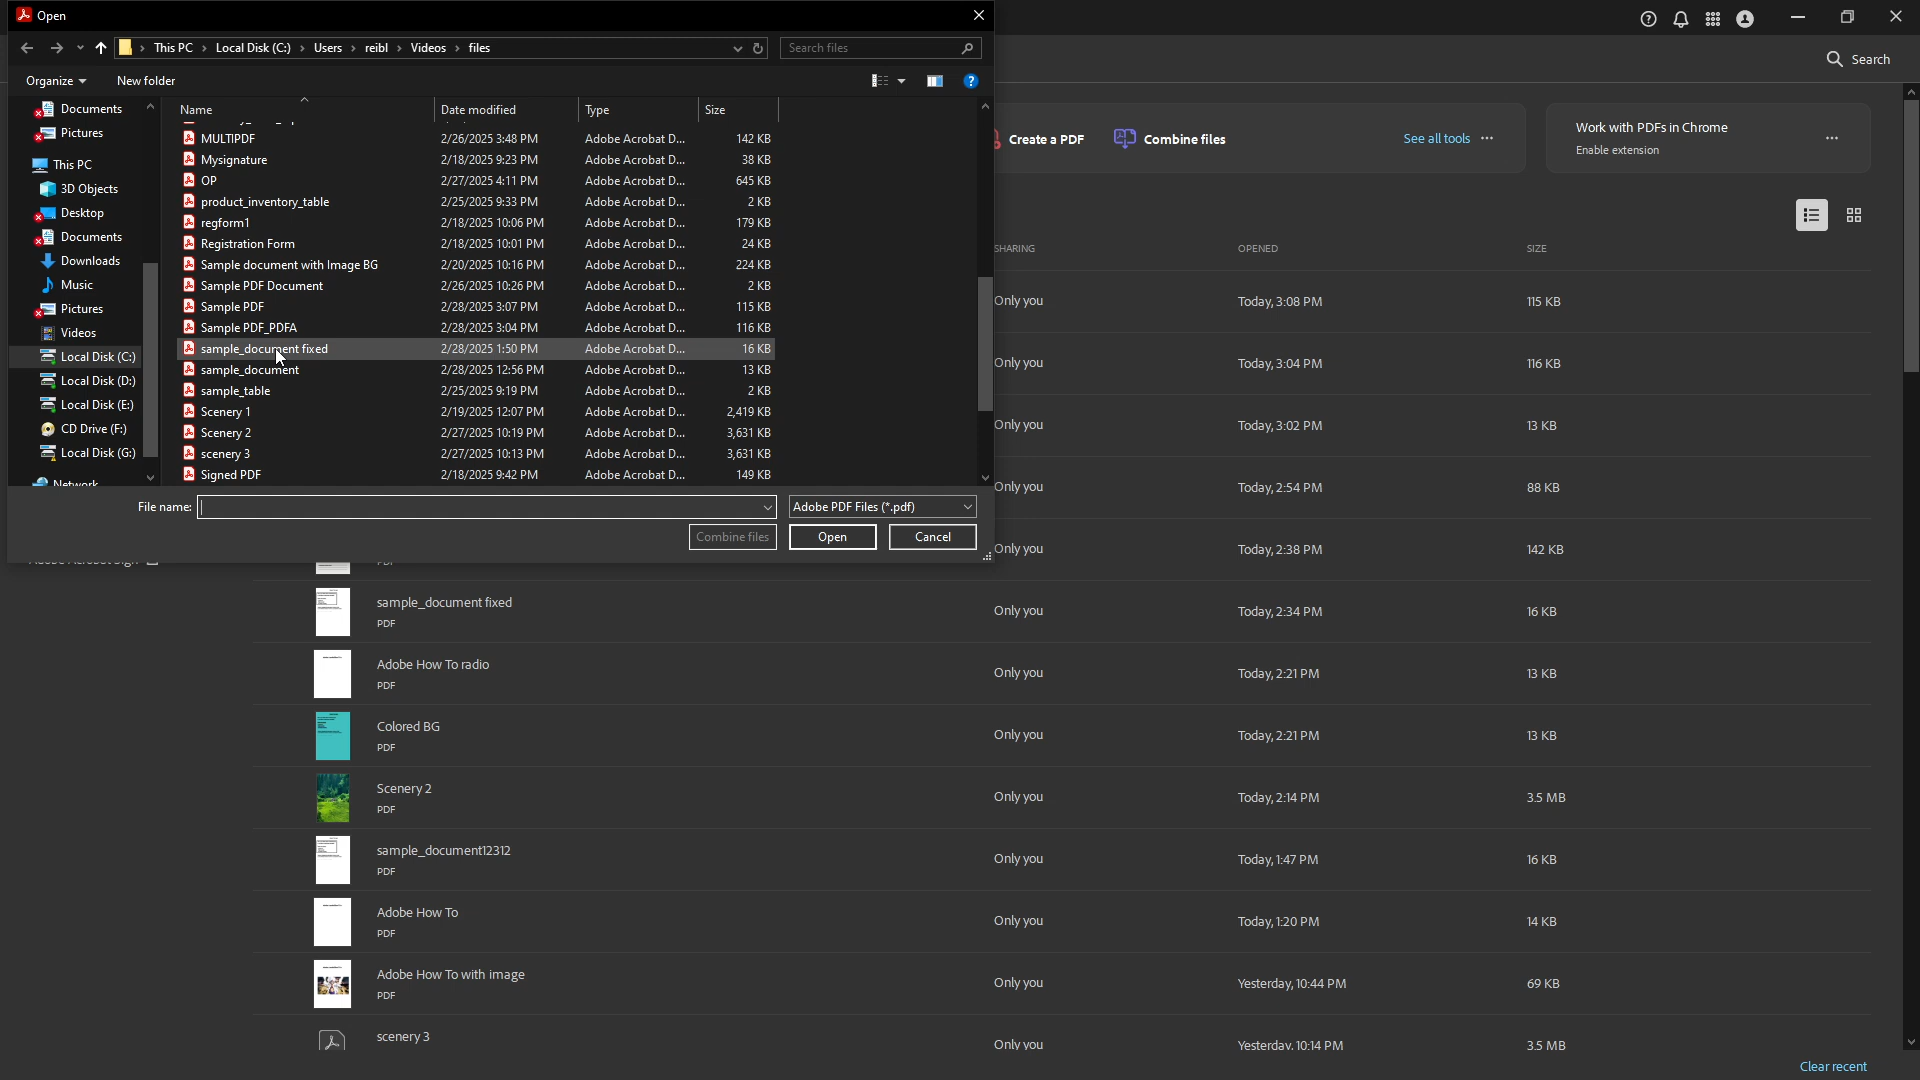 Open
This PC > Local Disk (C:) > Users > reibl > Videos > files
Search files
Search
Organize
New folder
Documents
Pictures
This PC
3D Objects
Desktop
Documents
Downloads
Music
Pictures
Videos
Local Disk (C:)
Local Disk (D:)
Local Disk (E:)
CD Drive (F:)
Local Disk (G:)
Network
Name Date modified Type Size
MULTIPDF 2/26/2025 3:48 PM Adobe Acrobat D... 142 KB
Mysignature 2/18/2025 9:23 PM Adobe Acrobat D... 38 KB
OP 2/27/2025 4:11 PM Adobe Acrobat D... 645 KB
product_inventory_table 2/25/2025 9:33 PM Adobe Acrobat D... 2 KB
regform1 2/18/2025 10:06 PM Adobe Acrobat D... 179 KB
Registration Form 2/18/2025 10:01 PM Adobe Acrobat D... 24 KB
Sample document with Image BG 2/20/2025 10:16 PM Adobe Acrobat D... 224 KB
Sample PDF Document 2/26/2025 10:26 PM Adobe Acrobat D... 2 KB
Sample PDF 2/28/2025 3:07 PM Adobe Acrobat D... 115 KB
Sample PDF_PDFA 2/28/2025 3:04 PM Adobe Acrobat D... 116 KB
sample_document fixed 2/28/2025 1:50 PM Adobe Acrobat D... 16 KB
sample_document 2/28/2025 12:56 PM Adobe Acrobat D... 13 KB
sample_table 2/25/2025 9:19 PM Adobe Acrobat D... 2 KB
Scenery 1 2/19/2025 12:07 PM Adobe Acrobat D... 2,419 KB
Scenery 2 2/27/2025 10:19 PM Adobe Acrobat D... 3,631 KB
scenery 3 2/27/2025 10:13 PM Adobe Acrobat D... 3,631 KB
Signed PDF 2/18/2025 9:42 PM Adobe Acrobat D... 149 KB
File name:
Adobe PDF Files (*.pdf)
Combine files
Open
Cancel
Create a PDF
Combine files
See all tools
Work with PDFs in Chrome
Enable extension
SHARING OPENED SIZE
Only you Today, 3:08 PM 115 KB
Only you Today, 3:04 PM 116 KB
Only you Today, 3:02 PM 13 KB
Only you Today, 2:54 PM 88 KB
Only you Today, 2:38 PM 142 KB
sample_document fixed
PDF
Only you Today, 2:34 PM 16 KB
Adobe How To radio
PDF
Only you Today, 2:21 PM 13 KB
Colored BG
PDF
Only you Today, 2:21 PM 13 KB
Scenery 2
PDF
Only you Today, 2:14 PM 3.5 MB
sample_document12312
PDF
Only you Today, 1:47 PM 16 KB
Adobe How To
PDF
Only you Today, 1:20 PM 14 KB
Adobe How To with image
PDF
Only you Yesterday, 10:44 PM 69 KB
scenery 3
Only you Yesterday, 10:14 PM 3.5 MB
Clear recent